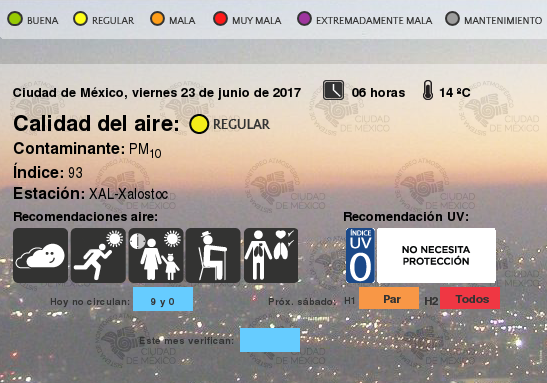 BUENA REGULAR MALA MUY MALA EXTREMADAMENTE MALA MANTENIMIENTO
Ciudad de México, viernes 23 de junio de 2017 06 horas 14 ºC
Calidad del aire: REGULAR
Contaminante: PM10
Índice: 93
Estación: XAL-Xalostoc
Recomendaciones aire: Recomendación UV:
ÍNDICE
UV
0
NO NECESITA
PROTECCIÓN
Hoy no circulan: 9 y 0 Próx. sábado: H1 Par H2 Todos
Este mes verifican:
CIUDAD
DE MÉXICO